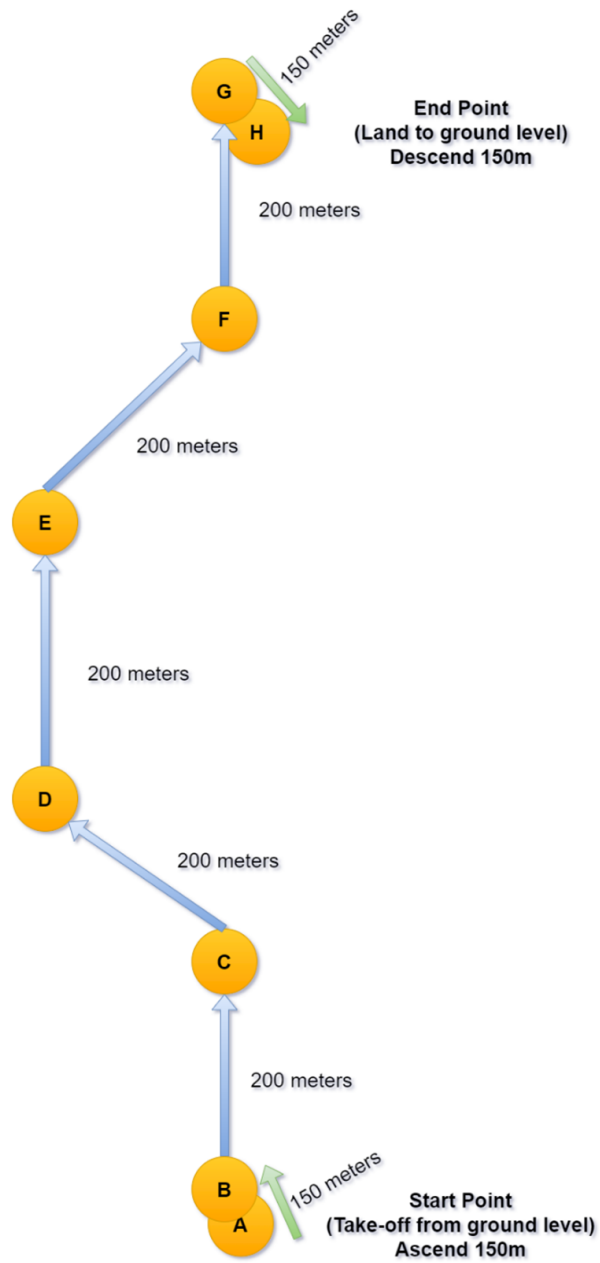 150 meters
G
H
End Point
(Land to ground level)
Descend 150m
200 meters
F
200 meters
E
200 meters
D
200 meters
C
200 meters
B
A
150 meters
Start Point
(Take-off from ground level)
Ascend 150m